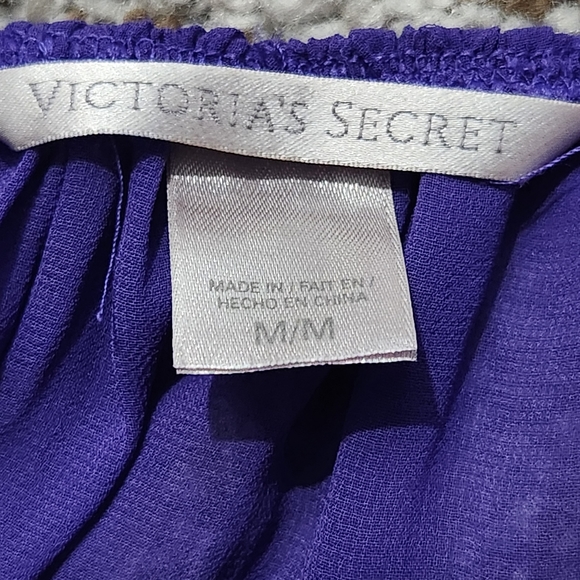 VICTORIA'S SECRET
MADE IN / FAIT EN /
HECHO EN CHINA
M/M